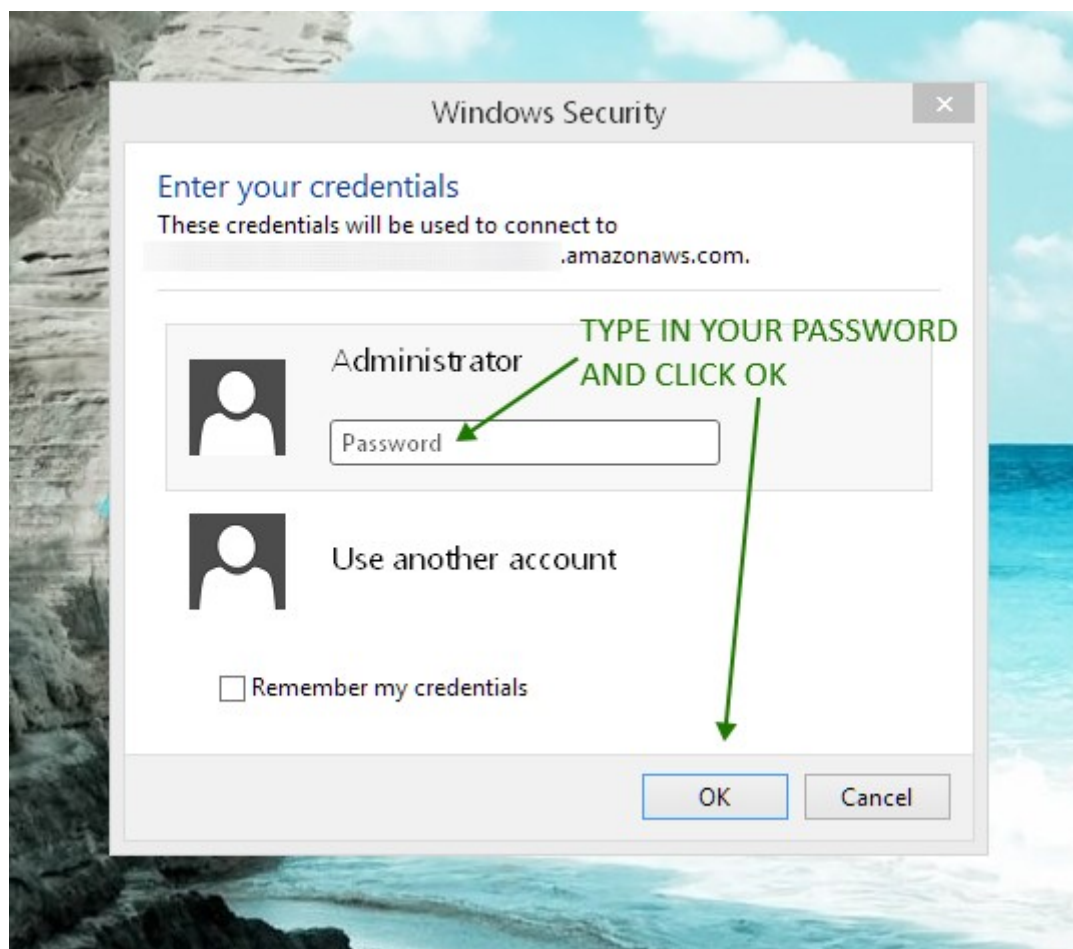 Windows Security
Enter your credentials
These credentials will be used to connect to
.amazonaws.com.
TYPE IN YOUR PASSWORD
Administrator
AND CLICK OK
Password
Use another account
Remember my credentials
OK
Cancel